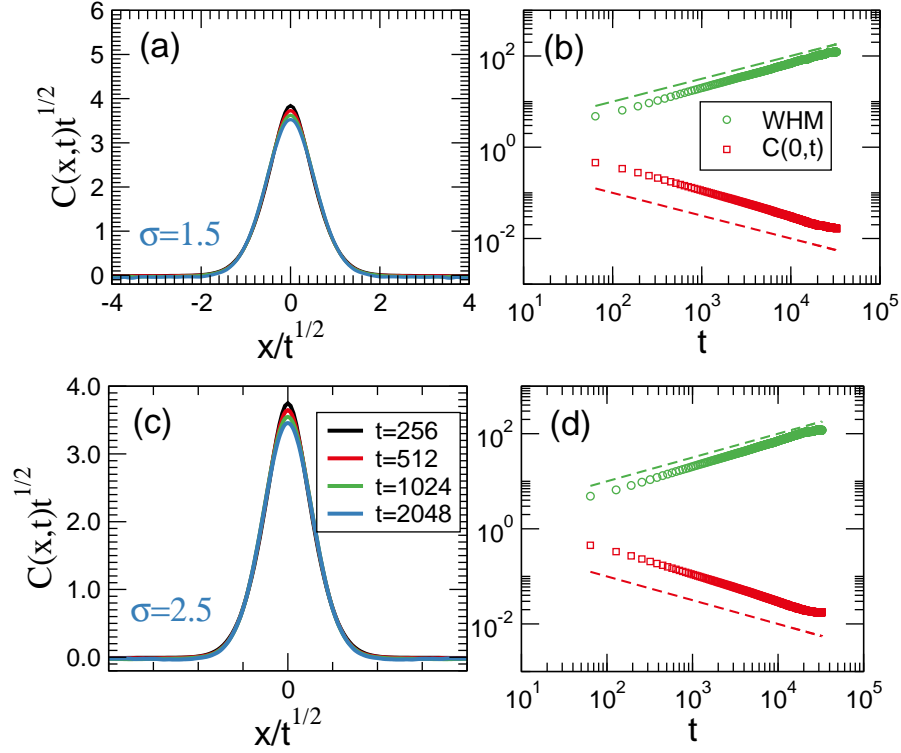 (a)
C(x,t)t^{1/2}
6
5
4
3
2
1
0
σ=1.5
-4
-2
0
2
4
x/t^{1/2}
(b)
10^2
10^0
10^{-2}
WHM
C(0,t)
10^1
10^2
10^3
10^4
10^5
t
(c)
C(x,t)t^{1/2}
4.0
3.0
2.0
1.0
0.0
t=256
t=512
t=1024
t=2048
σ=2.5
0
x/t^{1/2}
(d)
10^2
10^0
10^{-2}
10^1
10^2
10^3
10^4
10^5
t